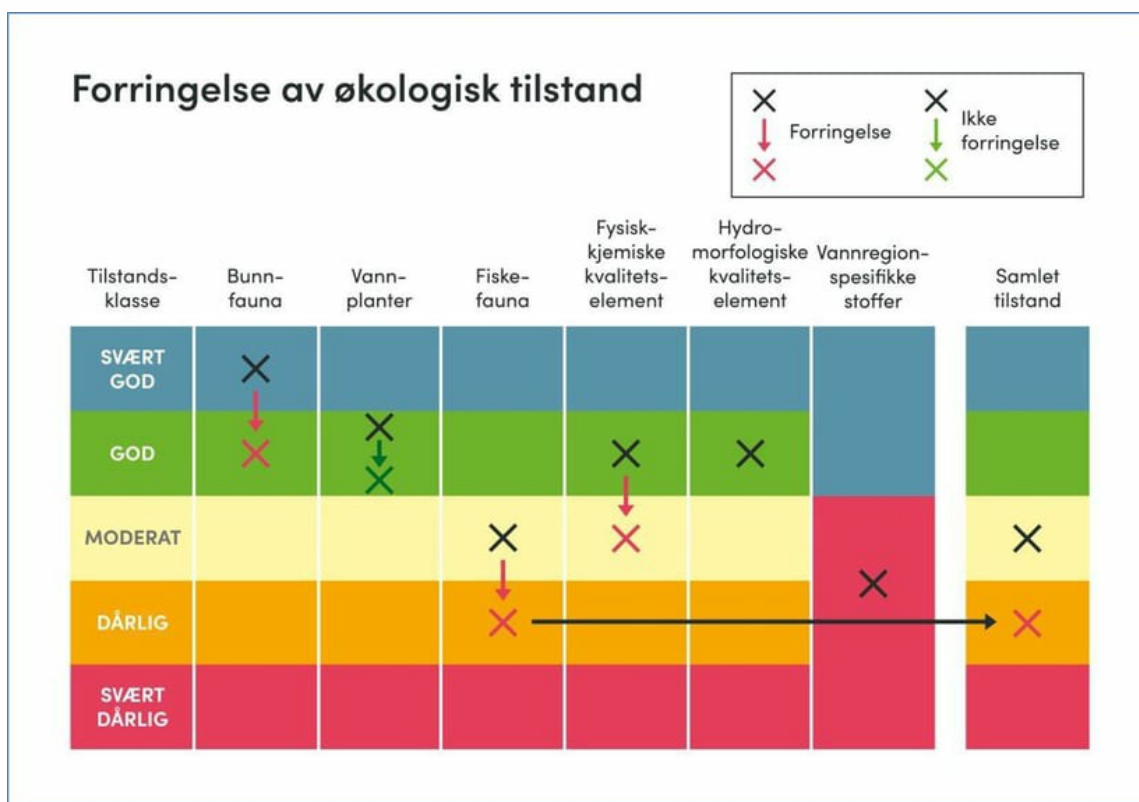 Forringelse av økologisk tilstand
Forringelse
Ikke
forringelse
Tilstands-
klasse
Bunn-
fauna
Vann-
planter
Fiske-
fauna
Fysisk-
kjemiske
kvalitets-
element
Hydro-
morfologiske
kvalitets-
element
Vannregion-
spesifikke
stoffer
Samlet
tilstand
SVÆRT
GOD
GOD
MODERAT
DÅRLIG
SVÆRT
DÅRLIG